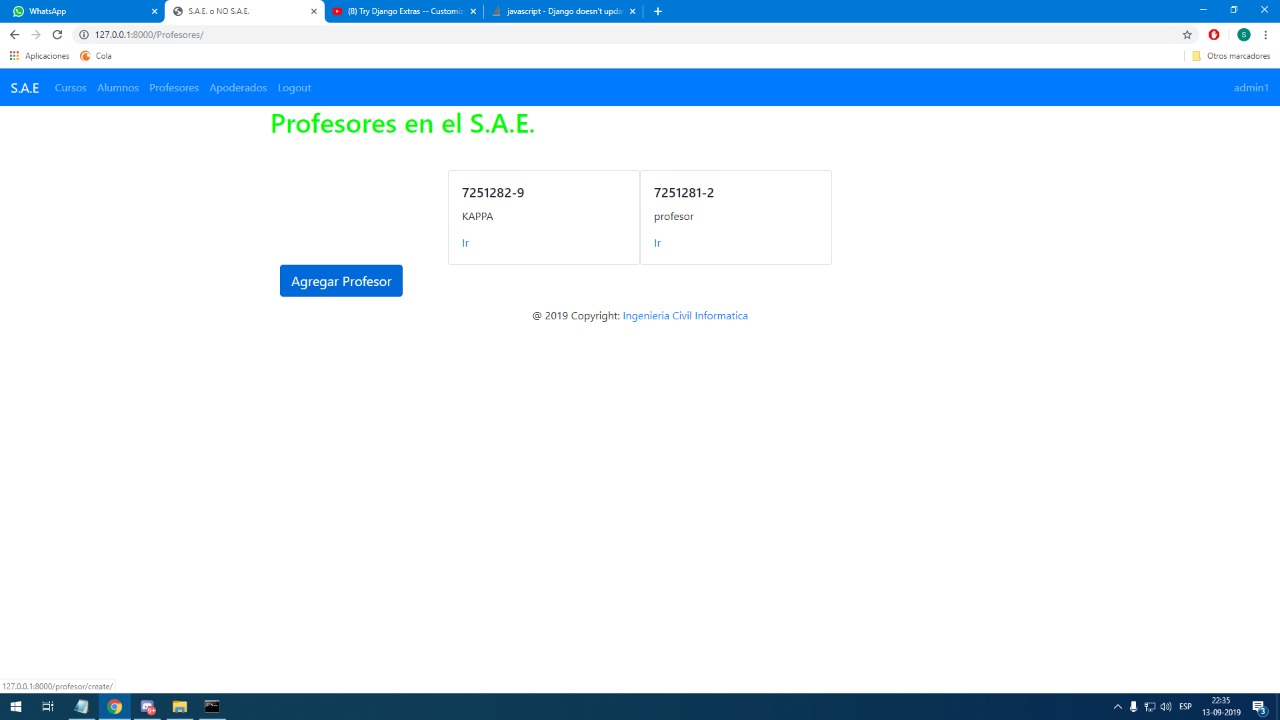 WhatsApp
S.A.E. o NO S.A.E.
(8) Try Django Extras -- Customiz
javascript - Django doesn't upda
127.0.0.1:8000/Profesores/
S
Aplicaciones
Cola
Otros marcadores
S.A.E Cursos Alumnos Profesores Apoderados Logout admin1
Profesores en el S.A.E.
7251282-9
KAPPA
Ir
7251281-2
profesor
Ir
Agregar Profesor
@ 2019 Copyright: Ingenieria Civil Informatica
127.0.0.1:8000/profesor/create/
ESP
22:35
13-09-2019
3